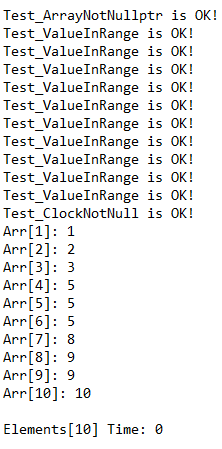 Test_ArrayNotNullptr is OK!
Test_ValueInRange is OK!
Test_ValueInRange is OK!
Test_ValueInRange is OK!
Test_ValueInRange is OK!
Test_ValueInRange is OK!
Test_ValueInRange is OK!
Test_ValueInRange is OK!
Test_ValueInRange is OK!
Test_ValueInRange is OK!
Test_ValueInRange is OK!
Test_ClockNotNull is OK!
Arr[1]: 1
Arr[2]: 2
Arr[3]: 3
Arr[4]: 5
Arr[5]: 5
Arr[6]: 5
Arr[7]: 8
Arr[8]: 9
Arr[9]: 9
Arr[10]: 10
Elements[10] Time: 0